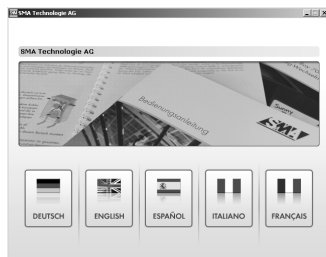 SMA Technologie AG
SMA Technologie AG
Bedienungsanleitung
SMA
DEUTSCH
ENGLISH
ESPAÑOL
ITALIANO
FRANÇAIS